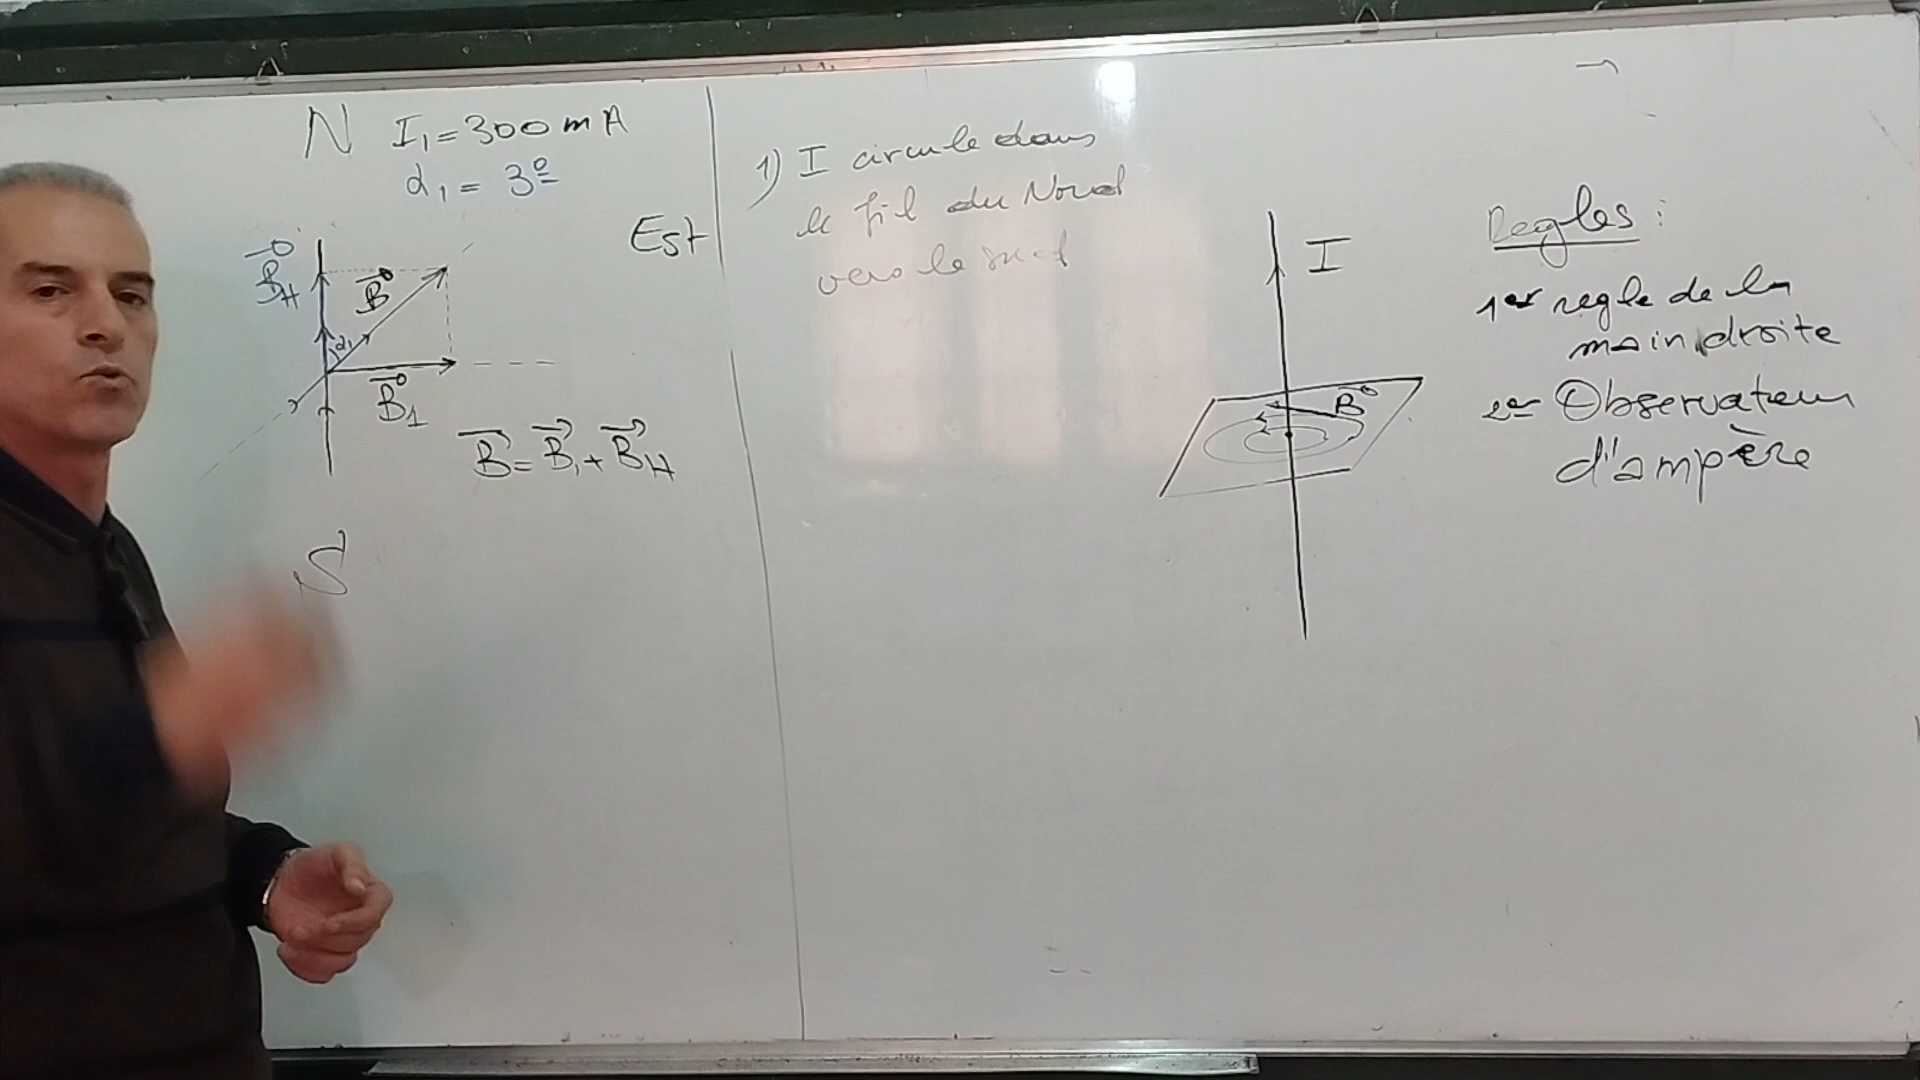 N I₁ = 300 mA
α₁ = 3°
Est
B⃗H
B⃗
α₁
B⃗₁
B⃗ = B⃗₁ + B⃗H
S
1) I circule dans
le fil du Nord
vers le sud
I
B⃗
Regles :
1er regle de la
main droite
2e Observateur
d'ampère